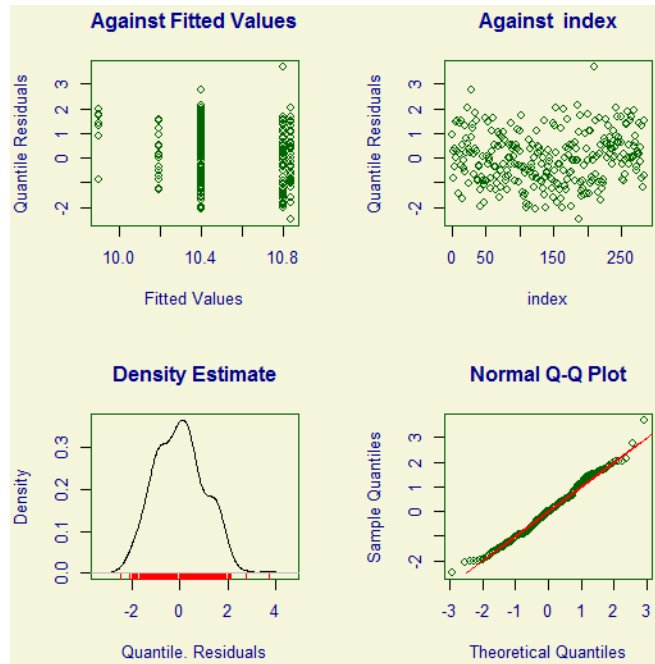 Against Fitted Values
Quantile Residuals
-2 0 1 2 3
10.0 10.4 10.8
Fitted Values
Against index
Quantile Residuals
-2 0 1 2 3
0 50 150 250
index
Density Estimate
Density
0.0 0.1 0.2 0.3
-2 0 2 4
Quantile. Residuals
Normal Q-Q Plot
Sample Quantiles
-2 0 1 2 3
-3 -2 -1 0 1 2 3
Theoretical Quantiles